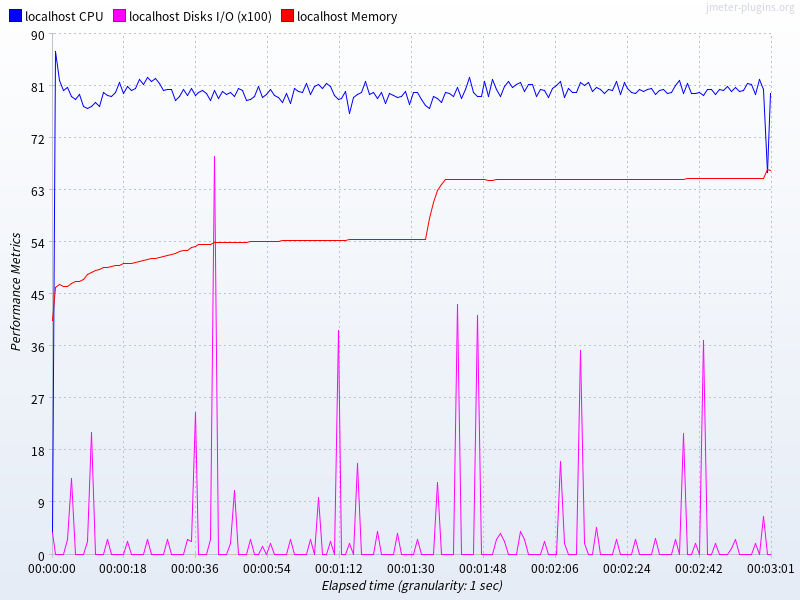 localhost CPU localhost Disks I/O (x100) localhost Memory
jmeter-plugins.org
Performance Metrics
90
81
72
63
54
45
36
27
18
9
0
00:00:00 00:00:18 00:00:36 00:00:54 00:01:12 00:01:30 00:01:48 00:02:06 00:02:24 00:02:42 00:03:01
Elapsed time (granularity: 1 sec)